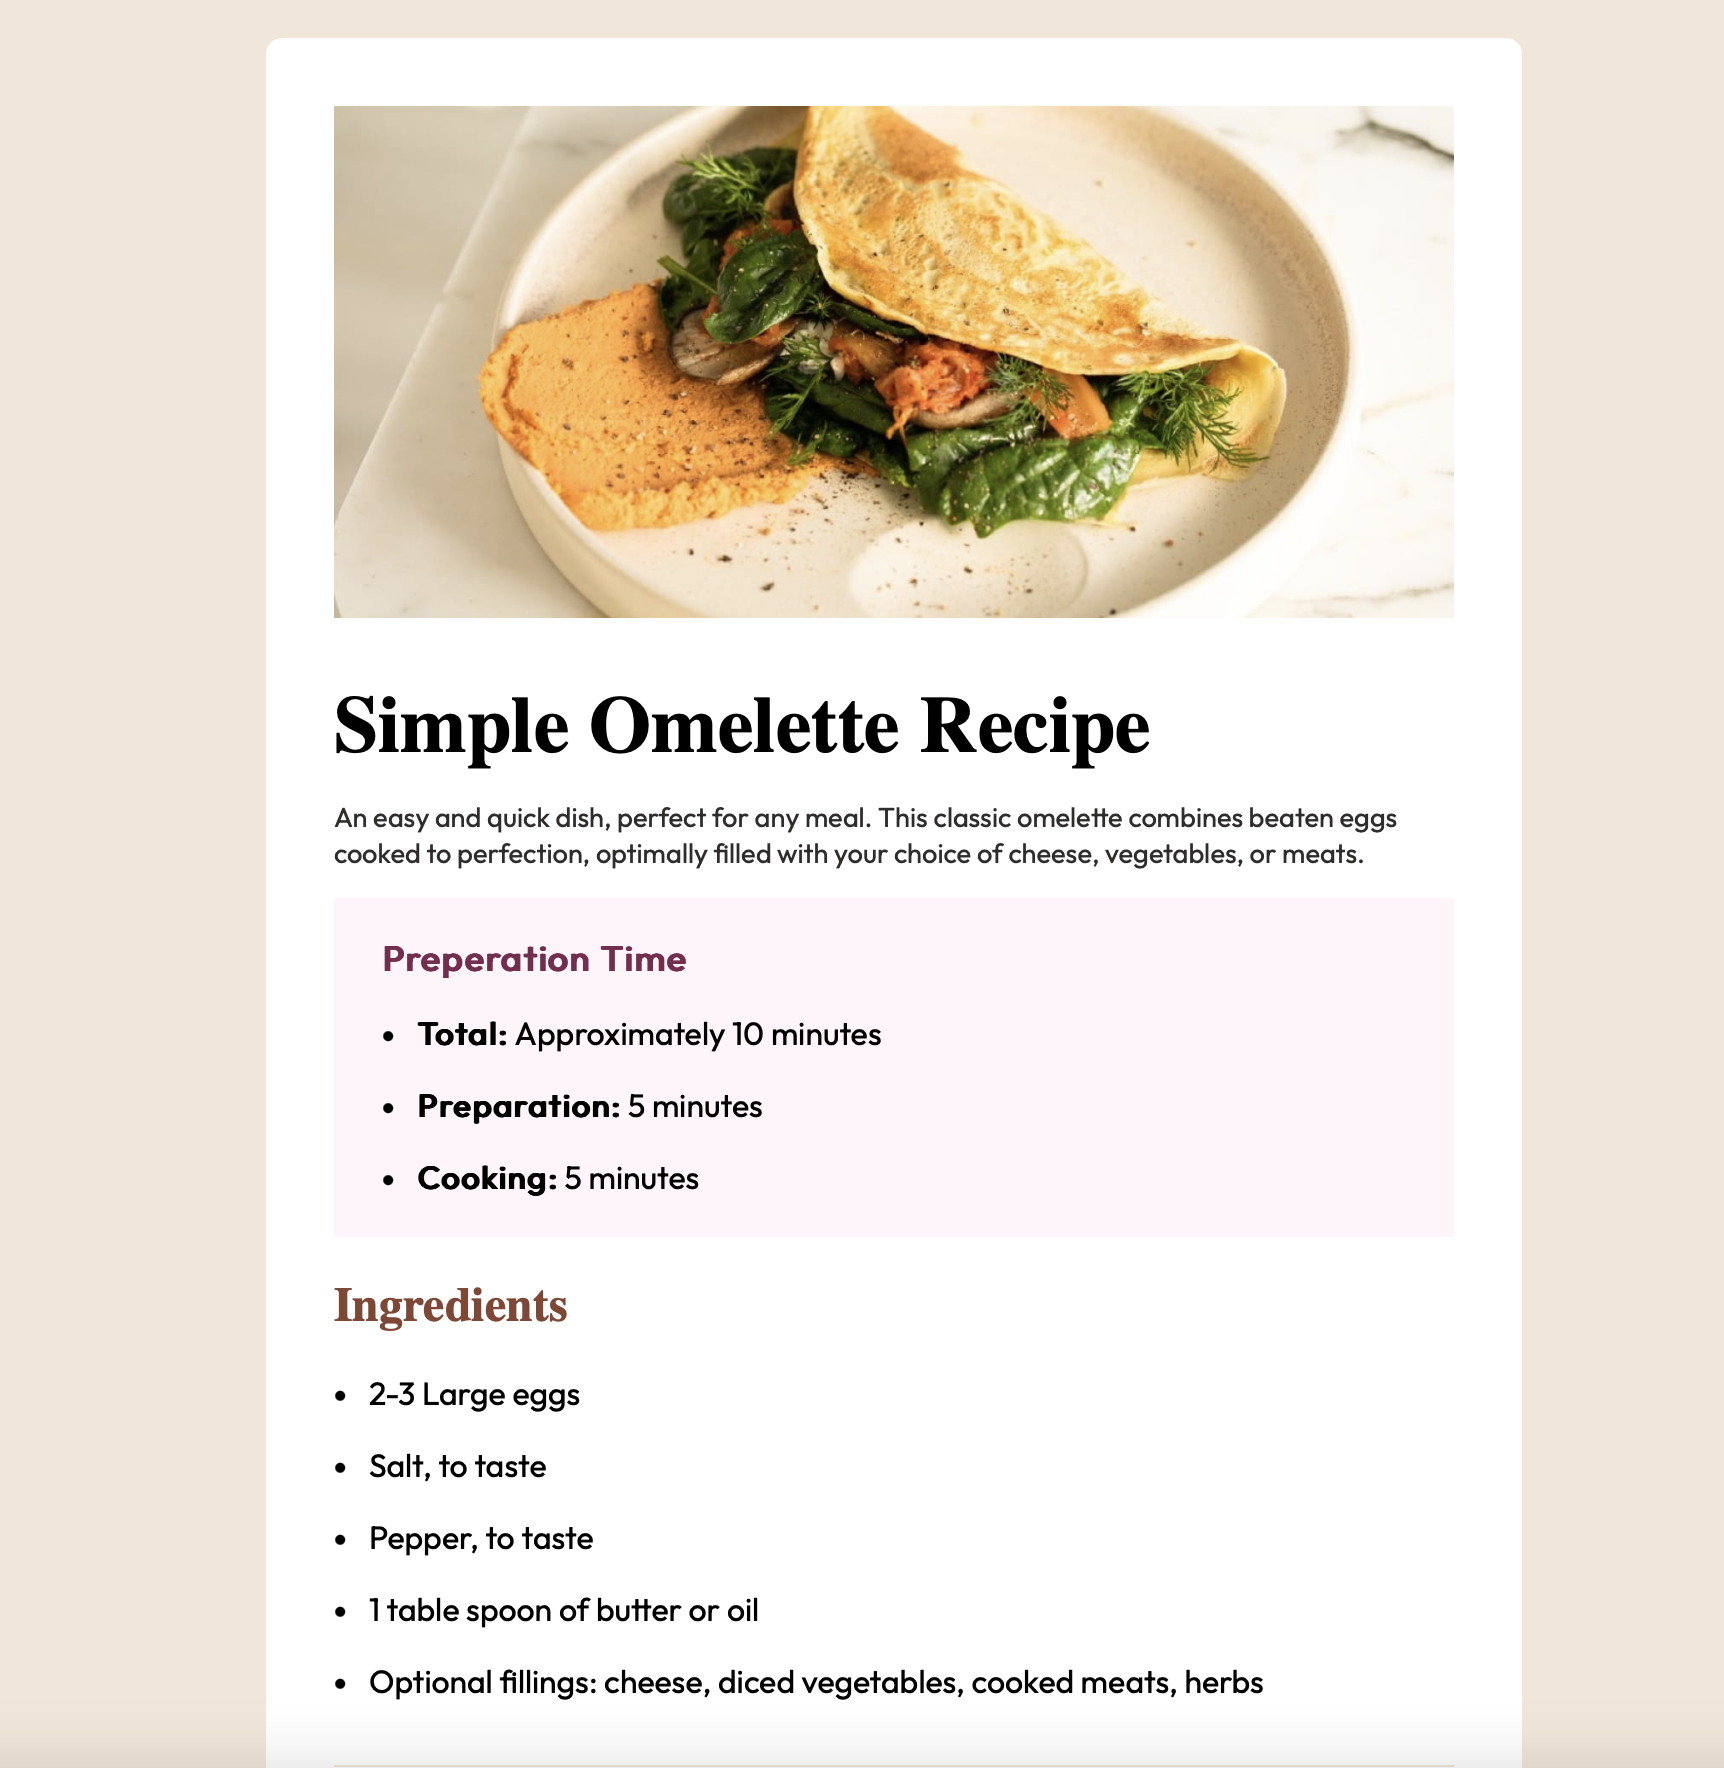 Simple Omelette Recipe
An easy and quick dish, perfect for any meal. This classic omelette combines beaten eggs
cooked to perfection, optimally filled with your choice of cheese, vegetables, or meats.
Preperation Time
• Total: Approximately 10 minutes
• Preparation: 5 minutes
• Cooking: 5 minutes
Ingredients
• 2-3 Large eggs
• Salt, to taste
• Pepper, to taste
• 1 table spoon of butter or oil
• Optional fillings: cheese, diced vegetables, cooked meats, herbs